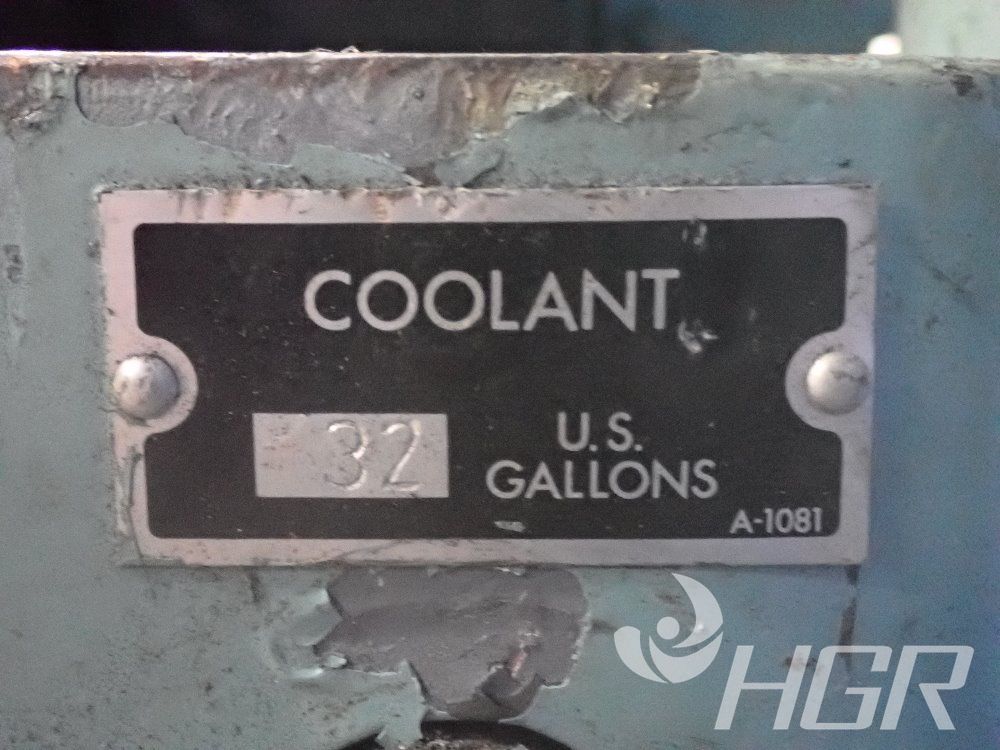 COOLANT
32 U.S. GALLONS
A-1081
HGR